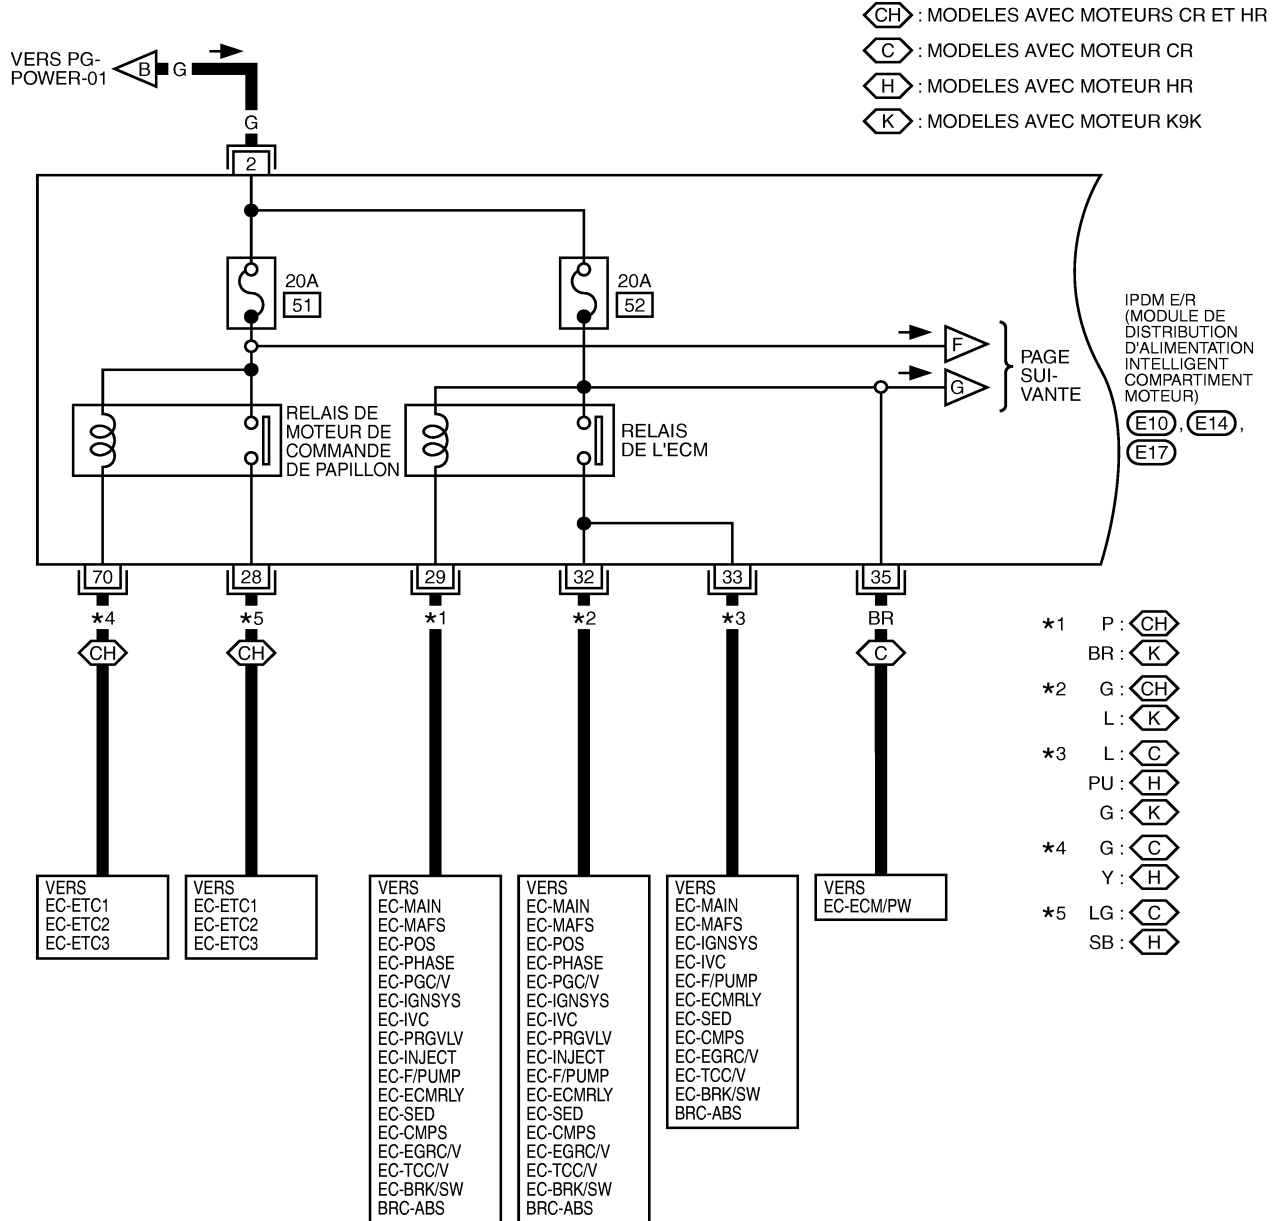 CH : MODELES AVEC MOTEURS CR ET HR
C : MODELES AVEC MOTEUR CR
H : MODELES AVEC MOTEUR HR
K : MODELES AVEC MOTEUR K9K
VERS PG-
POWER-01
B
G
G
2
20A
51
20A
52
F
G
PAGE
SUI-
VANTE
IPDM E/R
(MODULE DE
DISTRIBUTION
D'ALIMENTATION
INTELLIGENT
COMPARTIMENT
MOTEUR)
E10 , E14 ,
E17
RELAIS DE
MOTEUR DE
COMMANDE
DE PAPILLON
RELAIS
DE L'ECM
70
28
29
32
33
35
*4
*5
*1
*2
*3
BR
CH
CH
C
*1 P : CH
BR : K
*2 G : CH
L : K
*3 L : C
PU : H
G : K
*4 G : C
Y : H
*5 LG : C
SB : H
VERS
EC-ETC1
EC-ETC2
EC-ETC3
VERS
EC-ETC1
EC-ETC2
EC-ETC3
VERS
EC-MAIN
EC-MAFS
EC-POS
EC-PHASE
EC-PGC/V
EC-IGNSYS
EC-IVC
EC-PRGVLV
EC-INJECT
EC-F/PUMP
EC-ECMRLY
EC-SED
EC-CMPS
EC-EGRC/V
EC-TCC/V
EC-BRK/SW
BRC-ABS
VERS
EC-MAIN
EC-MAFS
EC-POS
EC-PHASE
EC-PGC/V
EC-IGNSYS
EC-IVC
EC-PRGVLV
EC-INJECT
EC-F/PUMP
EC-ECMRLY
EC-SED
EC-CMPS
EC-EGRC/V
EC-TCC/V
EC-BRK/SW
BRC-ABS
VERS
EC-MAIN
EC-MAFS
EC-IGNSYS
EC-IVC
EC-F/PUMP
EC-ECMRLY
EC-SED
EC-CMPS
EC-EGRC/V
EC-TCC/V
EC-BRK/SW
BRC-ABS
VERS
EC-ECM/PW